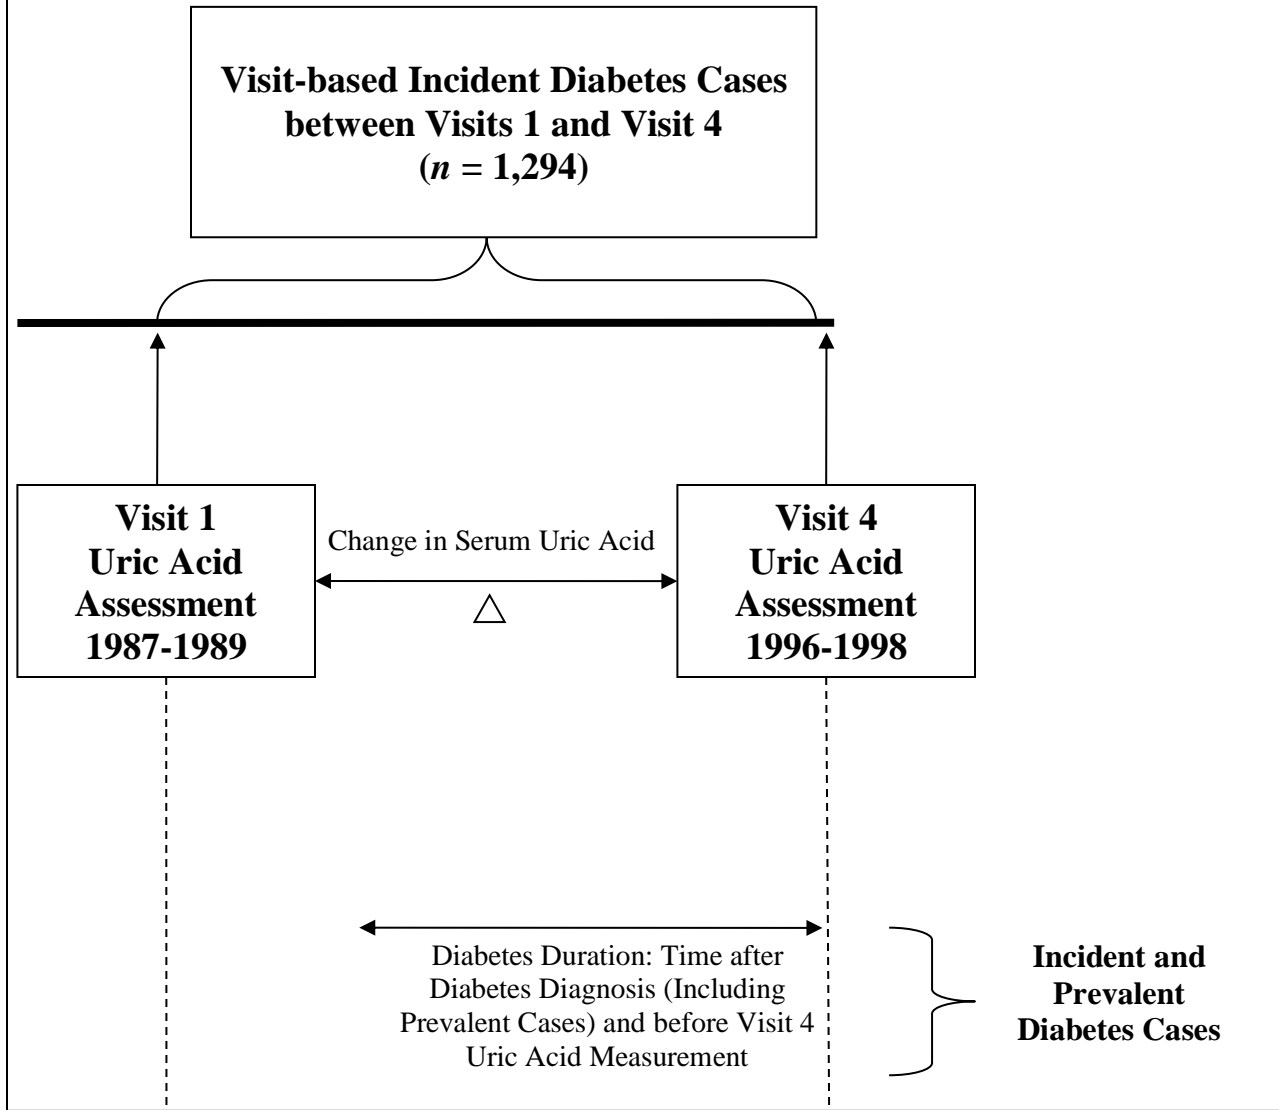 Visit-based Incident Diabetes Cases
between Visits 1 and Visit 4
(n = 1,294)
Visit 1
Uric Acid
Assessment
1987-1989
Change in Serum Uric Acid
Visit 4
Uric Acid
Assessment
1996-1998
Diabetes Duration: Time after
Diabetes Diagnosis (Including
Prevalent Cases) and before Visit 4
Uric Acid Measurement
Incident and
Prevalent
Diabetes Cases